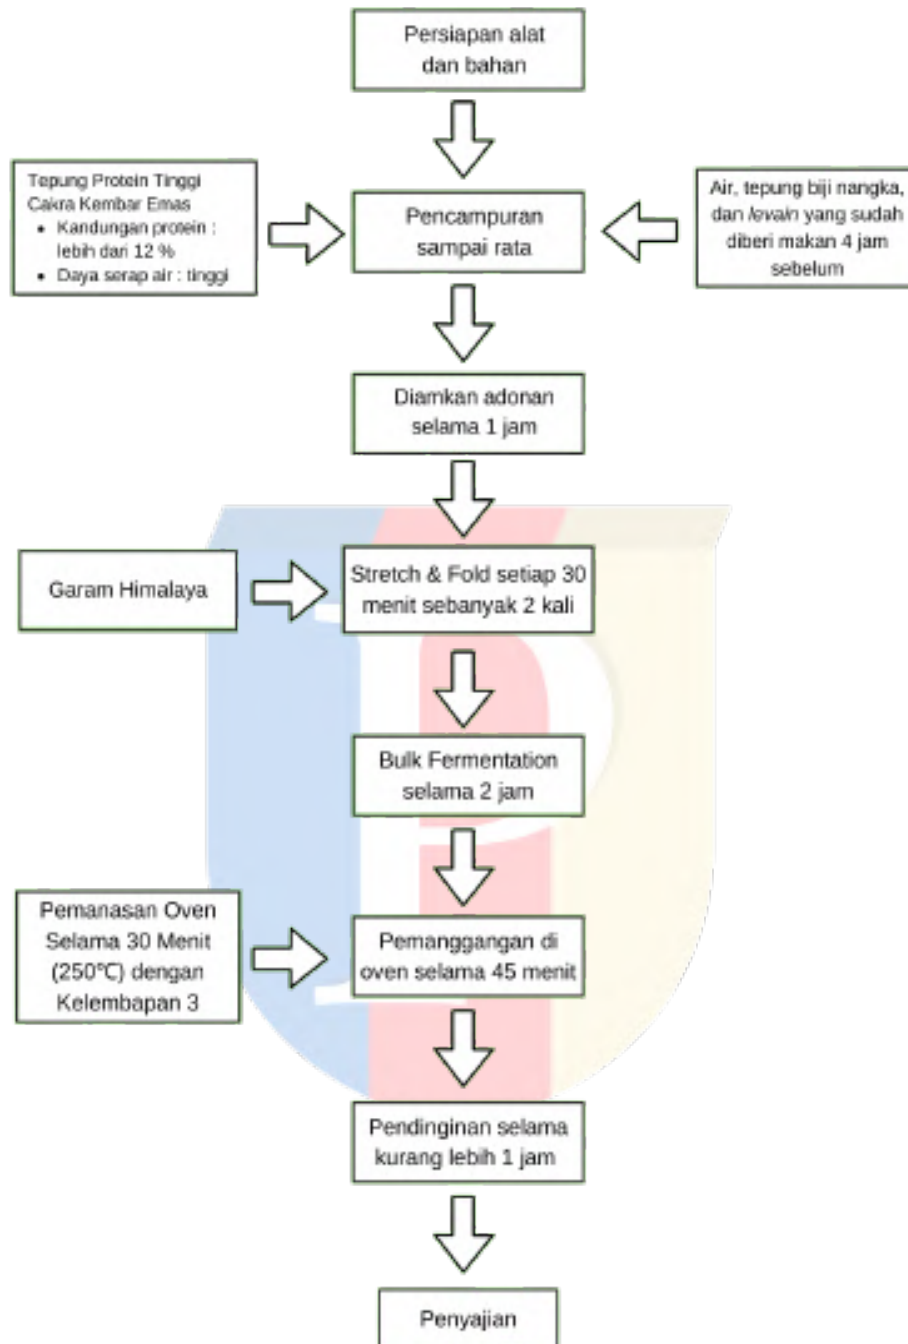 Persiapan alat
dan bahan
Tepung Protein Tinggi
Cakra Kembar Emas
• Kandungan protein :
lebih dari 12 %
• Daya serap air : tinggi
Pencampuran
sampai rata
Air, tepung biji nangka,
dan levain yang sudah
diberi makan 4 jam
sebelum
Diamkan adonan
selama 1 jam
Garam Himalaya
Stretch & Fold setiap 30
menit sebanyak 2 kali
Bulk Fermentation
selama 2 jam
Pemanasan Oven
Selama 30 Menit
(250℃) dengan
Kelembapan 3
Pemanggangan di
oven selama 45 menit
Pendinginan selama
kurang lebih 1 jam
Penyajian